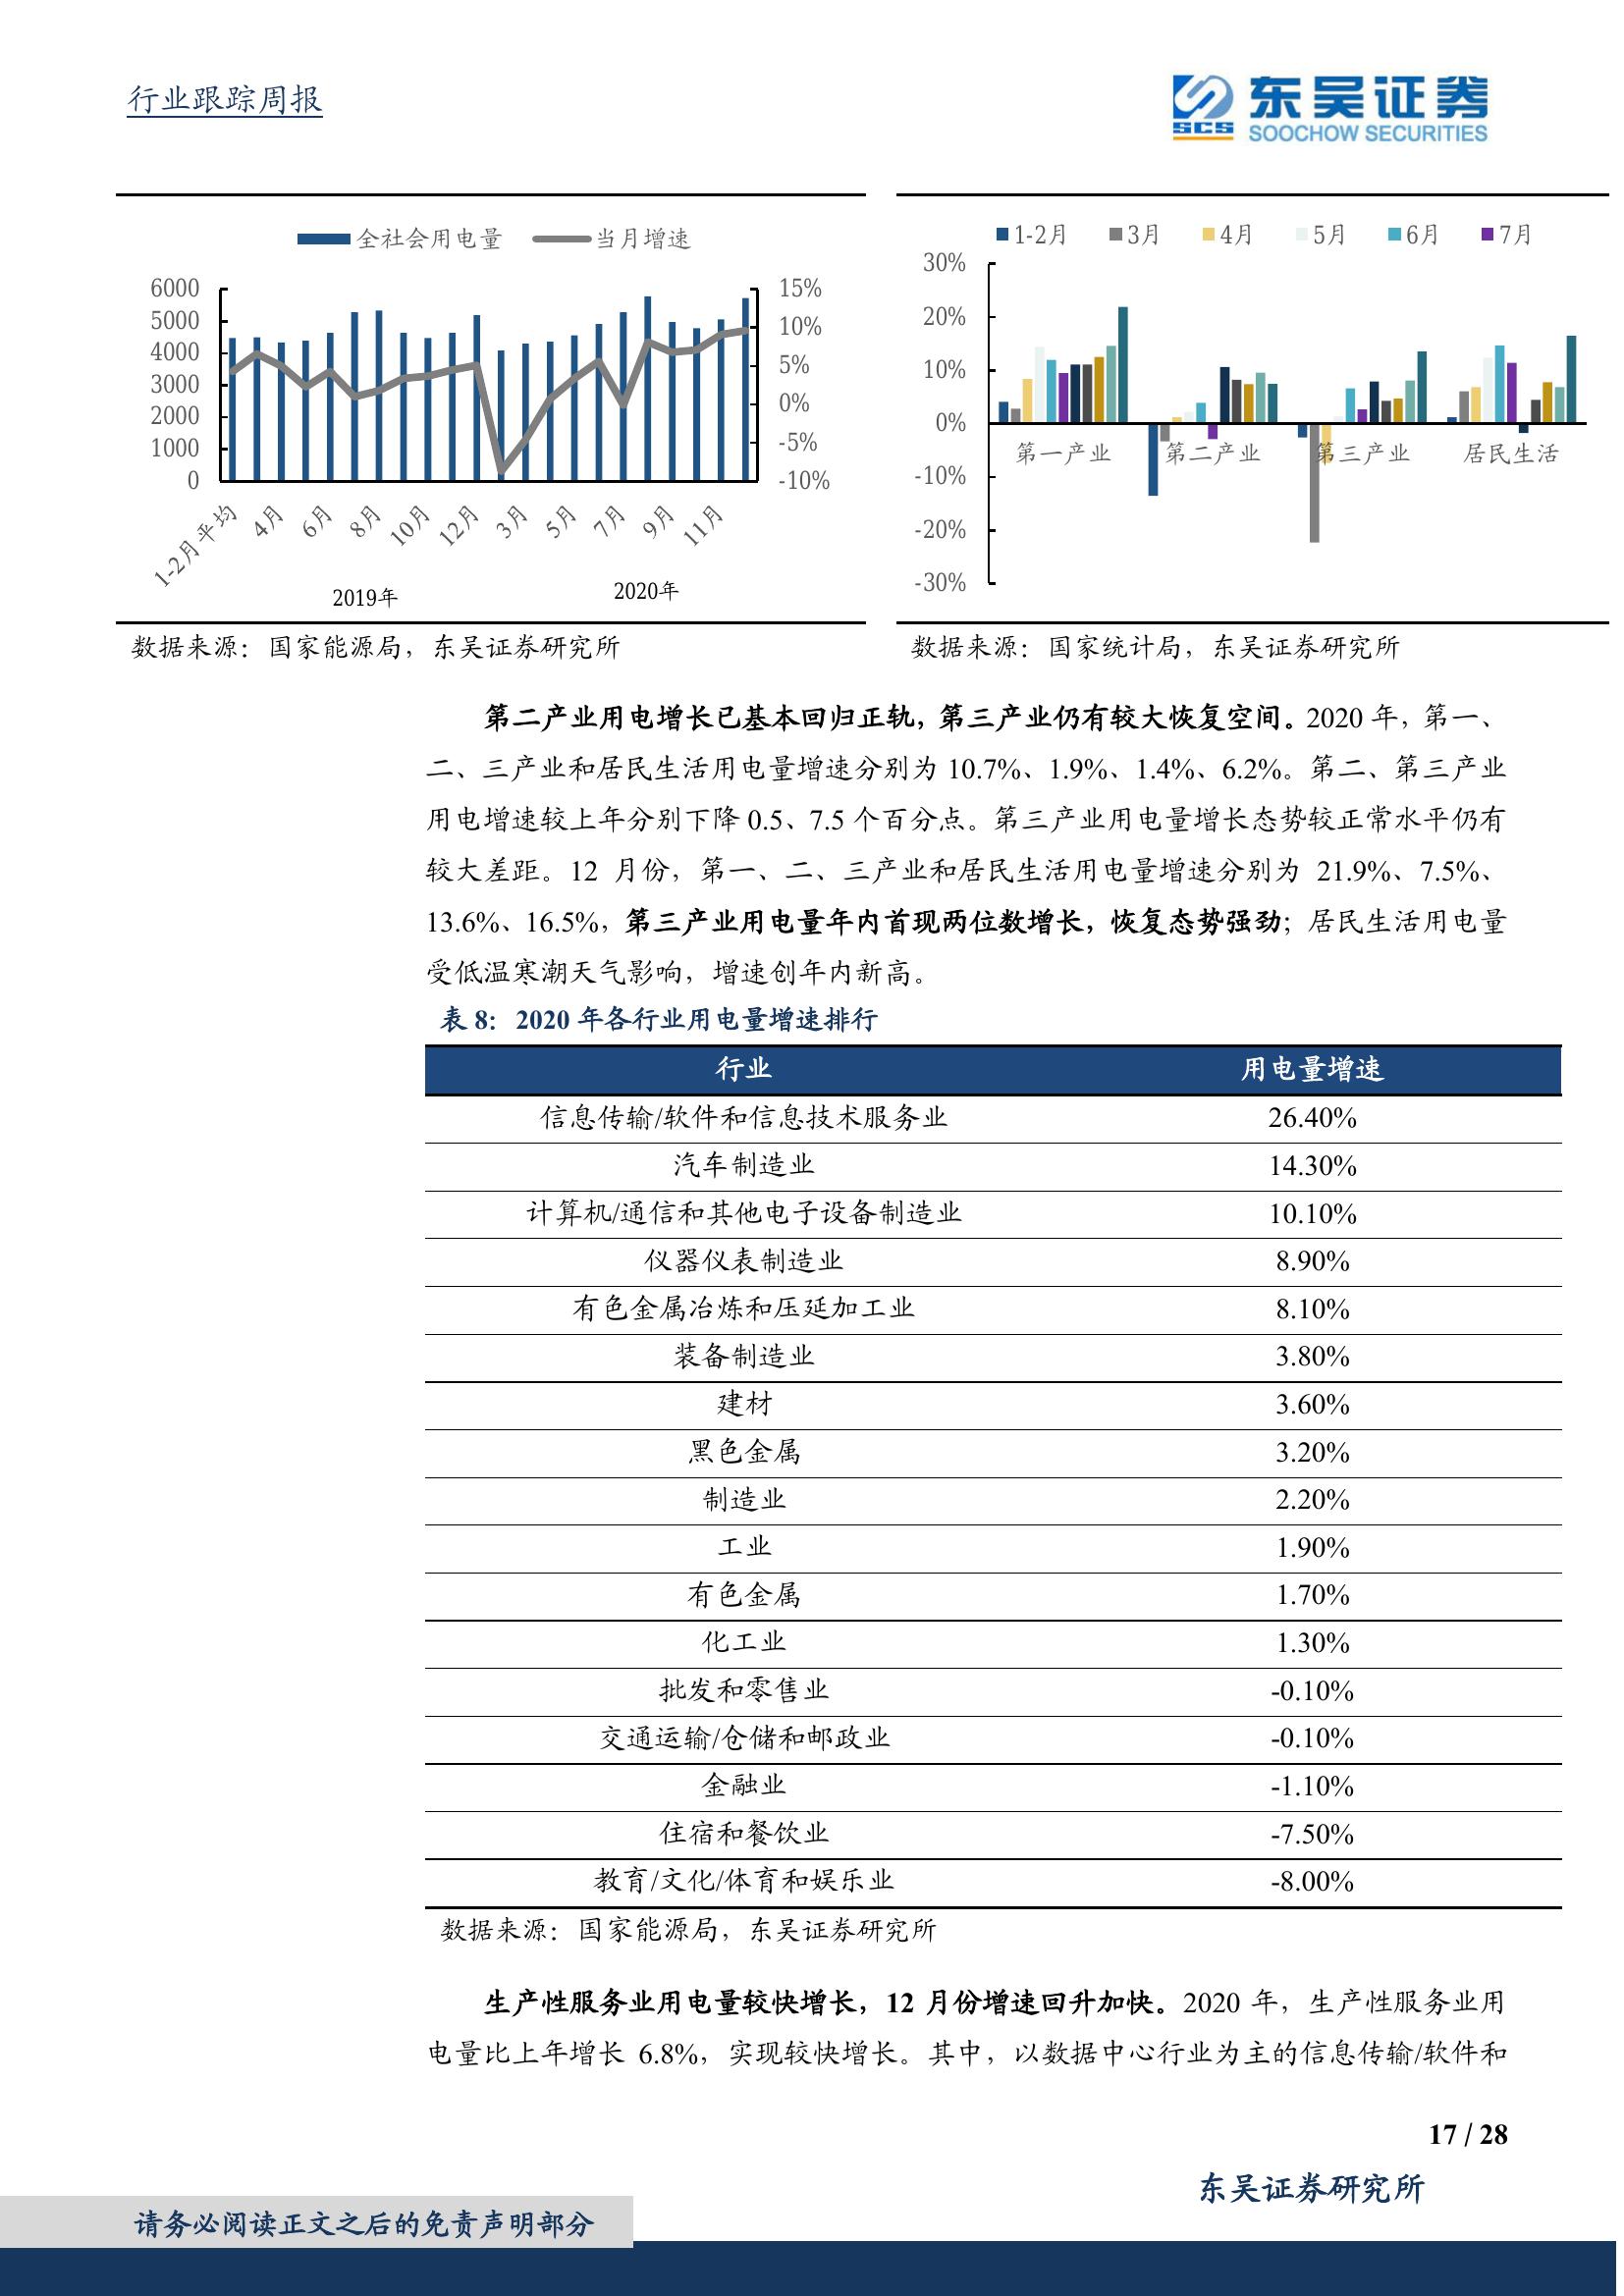 行业跟踪周报
东吴证券
SCS
SOOCHOW SECURITIES
全社会用电量 当月增速
6000
5000
4000
3000
2000
1000
0
15%
10%
5%
0%
-5%
-10%
1-2月平均 4月 6月 8月 10月 12月 3月 5月 7月 9月 11月
2019年 2020年
1-2月 3月 4月 5月 6月 7月
30%
20%
10%
0%
-10%
-20%
-30%
第一产业 第二产业 第三产业 居民生活
数据来源：国家能源局，东吴证券研究所
数据来源：国家统计局，东吴证券研究所
第二产业用电增长已基本回归正轨，第三产业仍有较大恢复空间。2020 年，第一、
二、三产业和居民生活用电量增速分别为 10.7%、1.9%、1.4%、6.2%。第二、第三产业
用电增速较上年分别下降 0.5、7.5 个百分点。第三产业用电量增长态势较正常水平仍有
较大差距。12 月份，第一、二、三产业和居民生活用电量增速分别为 21.9%、7.5%、
13.6%、16.5%，第三产业用电量年内首现两位数增长，恢复态势强劲；居民生活用电量
受低温寒潮天气影响，增速创年内新高。
表 8：2020 年各行业用电量增速排行
行业 用电量增速
信息传输/软件和信息技术服务业 26.40%
汽车制造业 14.30%
计算机/通信和其他电子设备制造业 10.10%
仪器仪表制造业 8.90%
有色金属冶炼和压延加工业 8.10%
装备制造业 3.80%
建材 3.60%
黑色金属 3.20%
制造业 2.20%
工业 1.90%
有色金属 1.70%
化工业 1.30%
批发和零售业 -0.10%
交通运输/仓储和邮政业 -0.10%
金融业 -1.10%
住宿和餐饮业 -7.50%
教育/文化/体育和娱乐业 -8.00%
数据来源：国家能源局，东吴证券研究所
生产性服务业用电量较快增长，12 月份增速回升加快。2020 年，生产性服务业用
电量比上年增长 6.8%，实现较快增长。其中，以数据中心行业为主的信息传输/软件和
17 / 28
东吴证券研究所
请务必阅读正文之后的免责声明部分